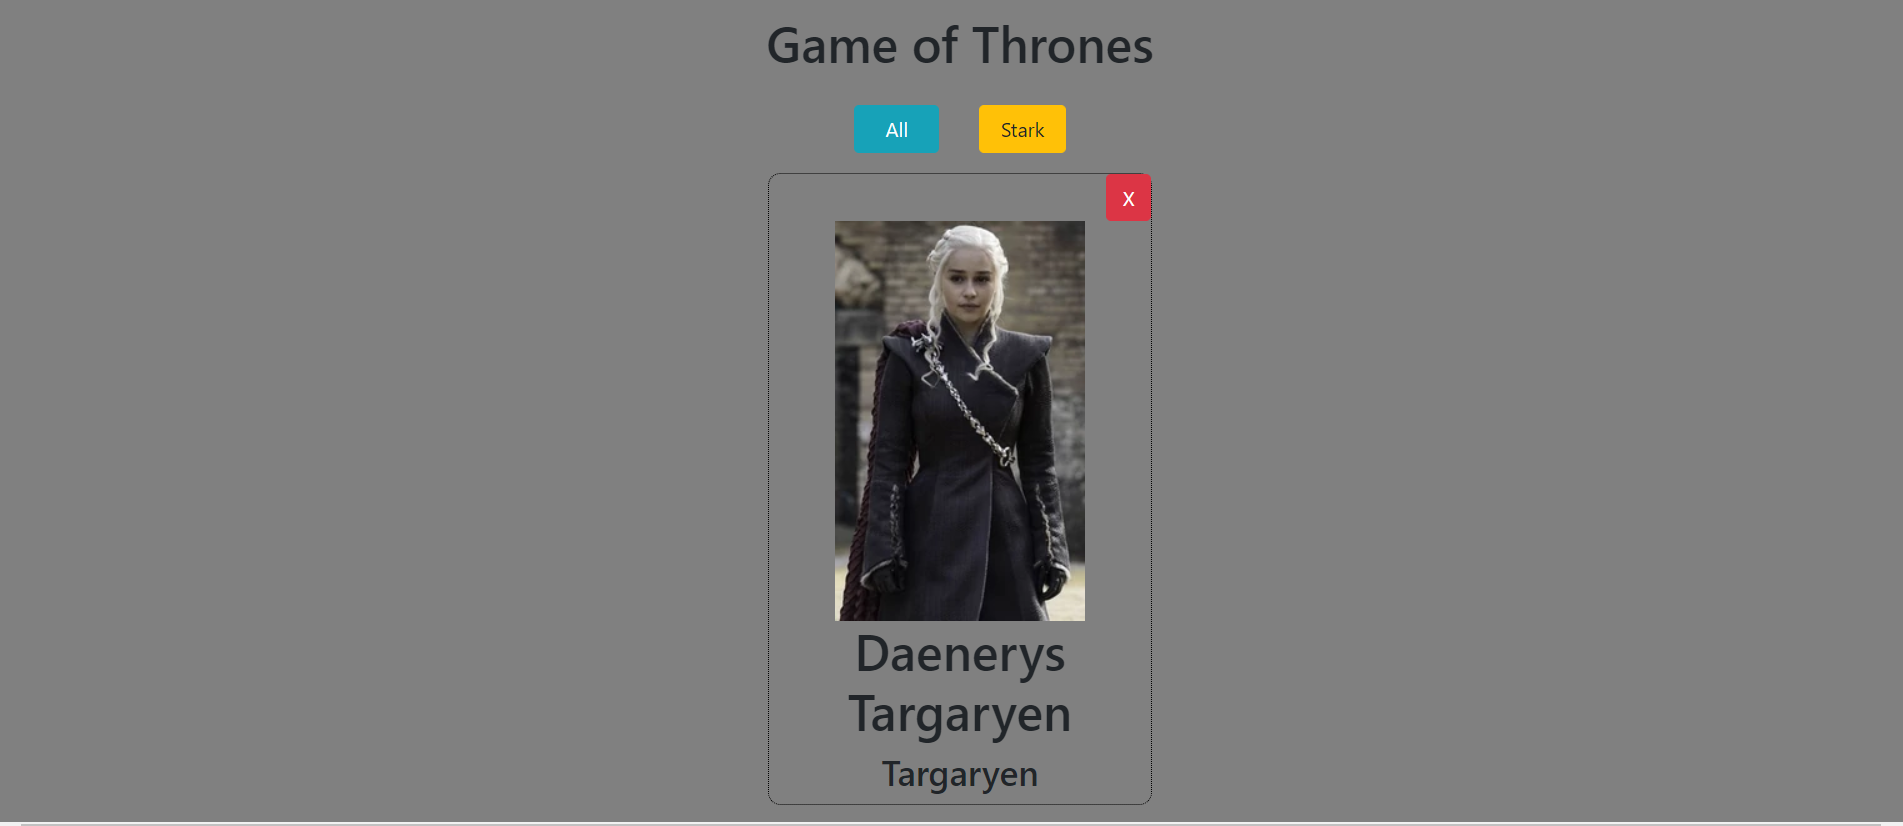 Game of Thrones
All Stark
X
Daenerys
Targaryen
Targaryen